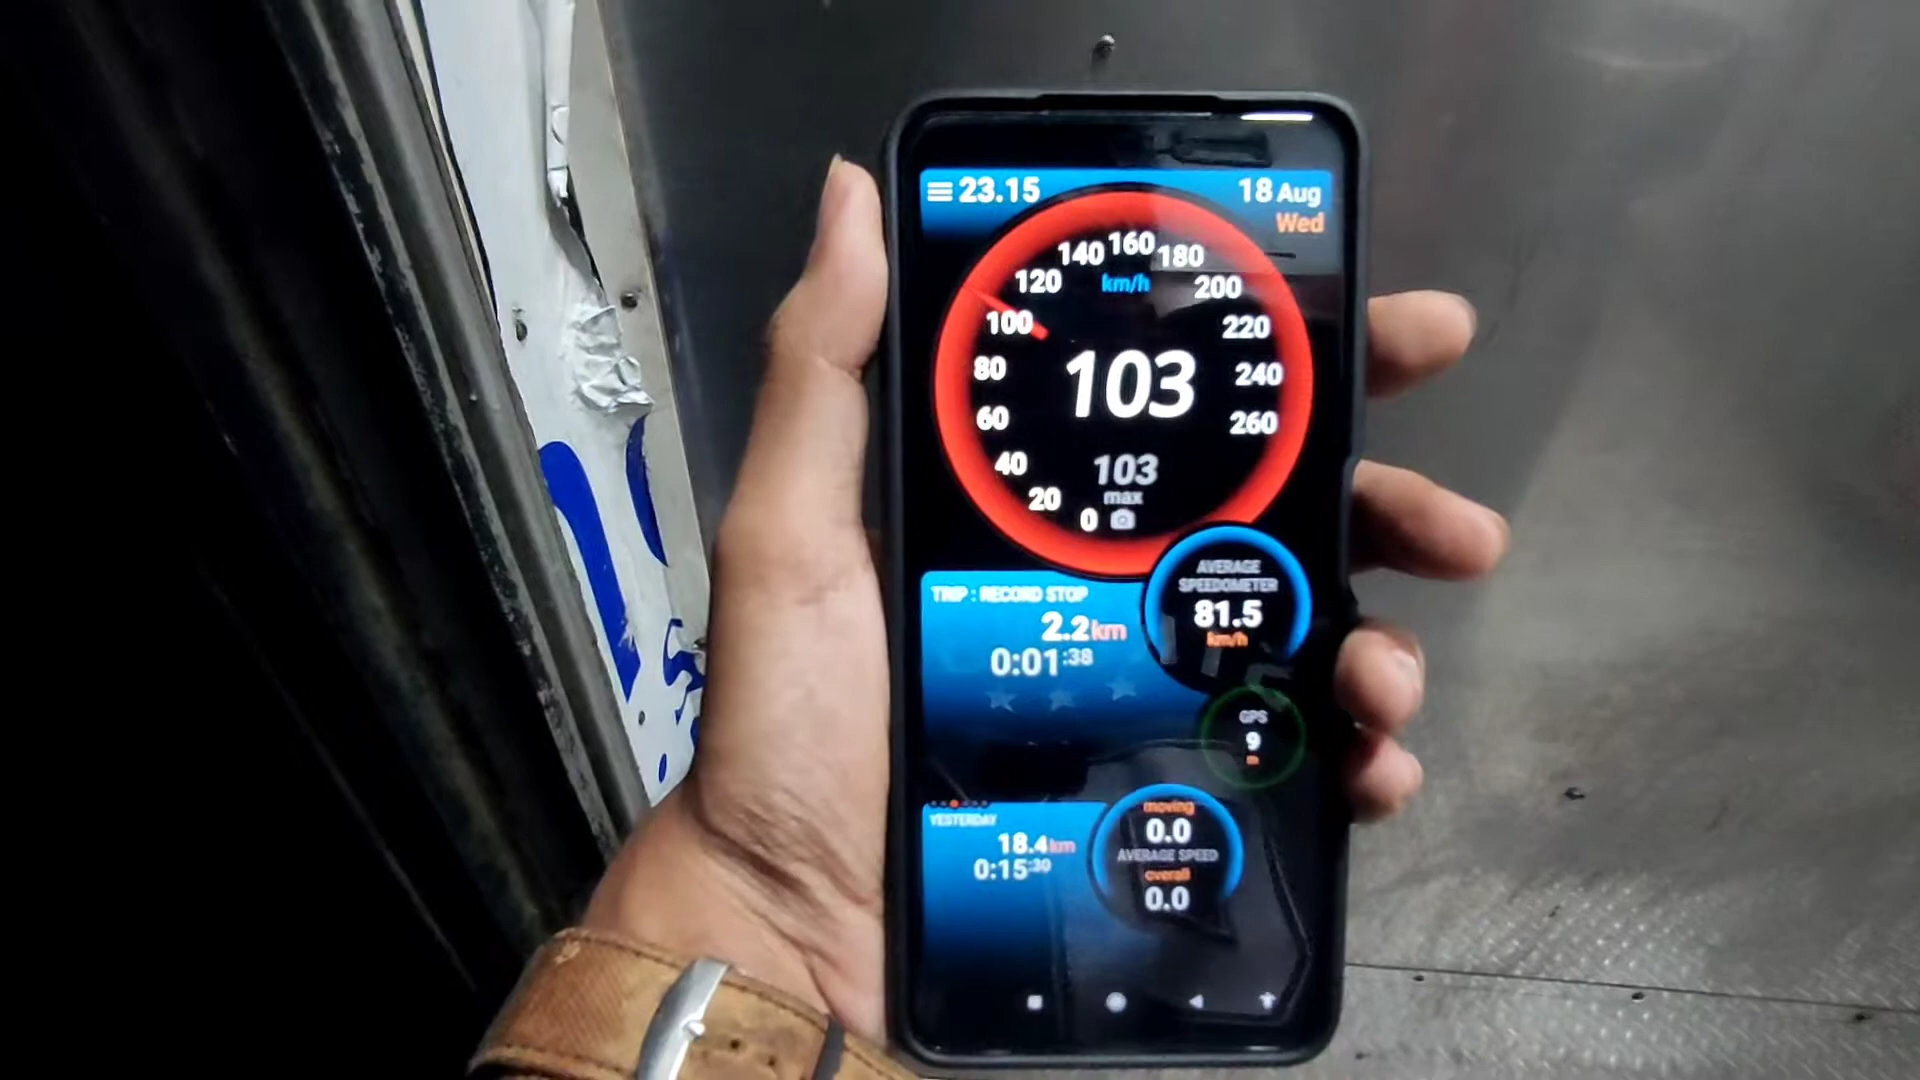 23.15
18 Aug
Wed
140 160 180
120 km/h 200
100 220
80 103 240
60 260
40 103
20 max
0
AVERAGE
SPEEDOMETER
81.5
km/h
TRIP : RECORD STOP
2.2km
0:01:38
GPS
9
m
YESTERDAY
18.4km
0:15:30
moving
0.0
AVERAGE SPEED
overall
0.0